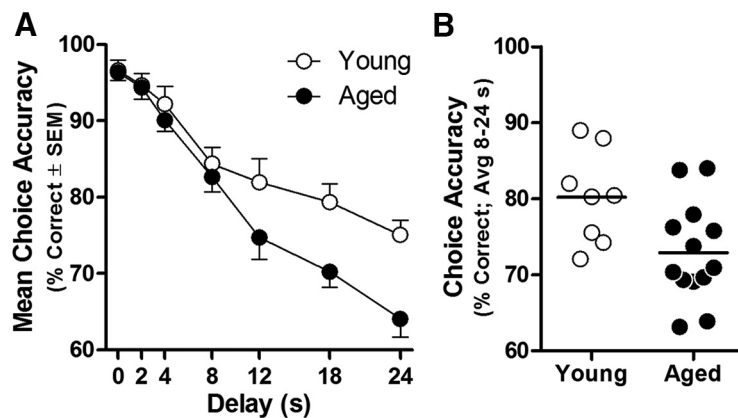 A
Mean Choice Accuracy
(% Correct ± SEM)
100
90
80
70
60
Young
Aged
0 2 4 8 12 18 24
Delay (s)
B
Choice Accuracy
(% Correct; Avg 8-24 s)
100
90
80
70
60
Young Aged